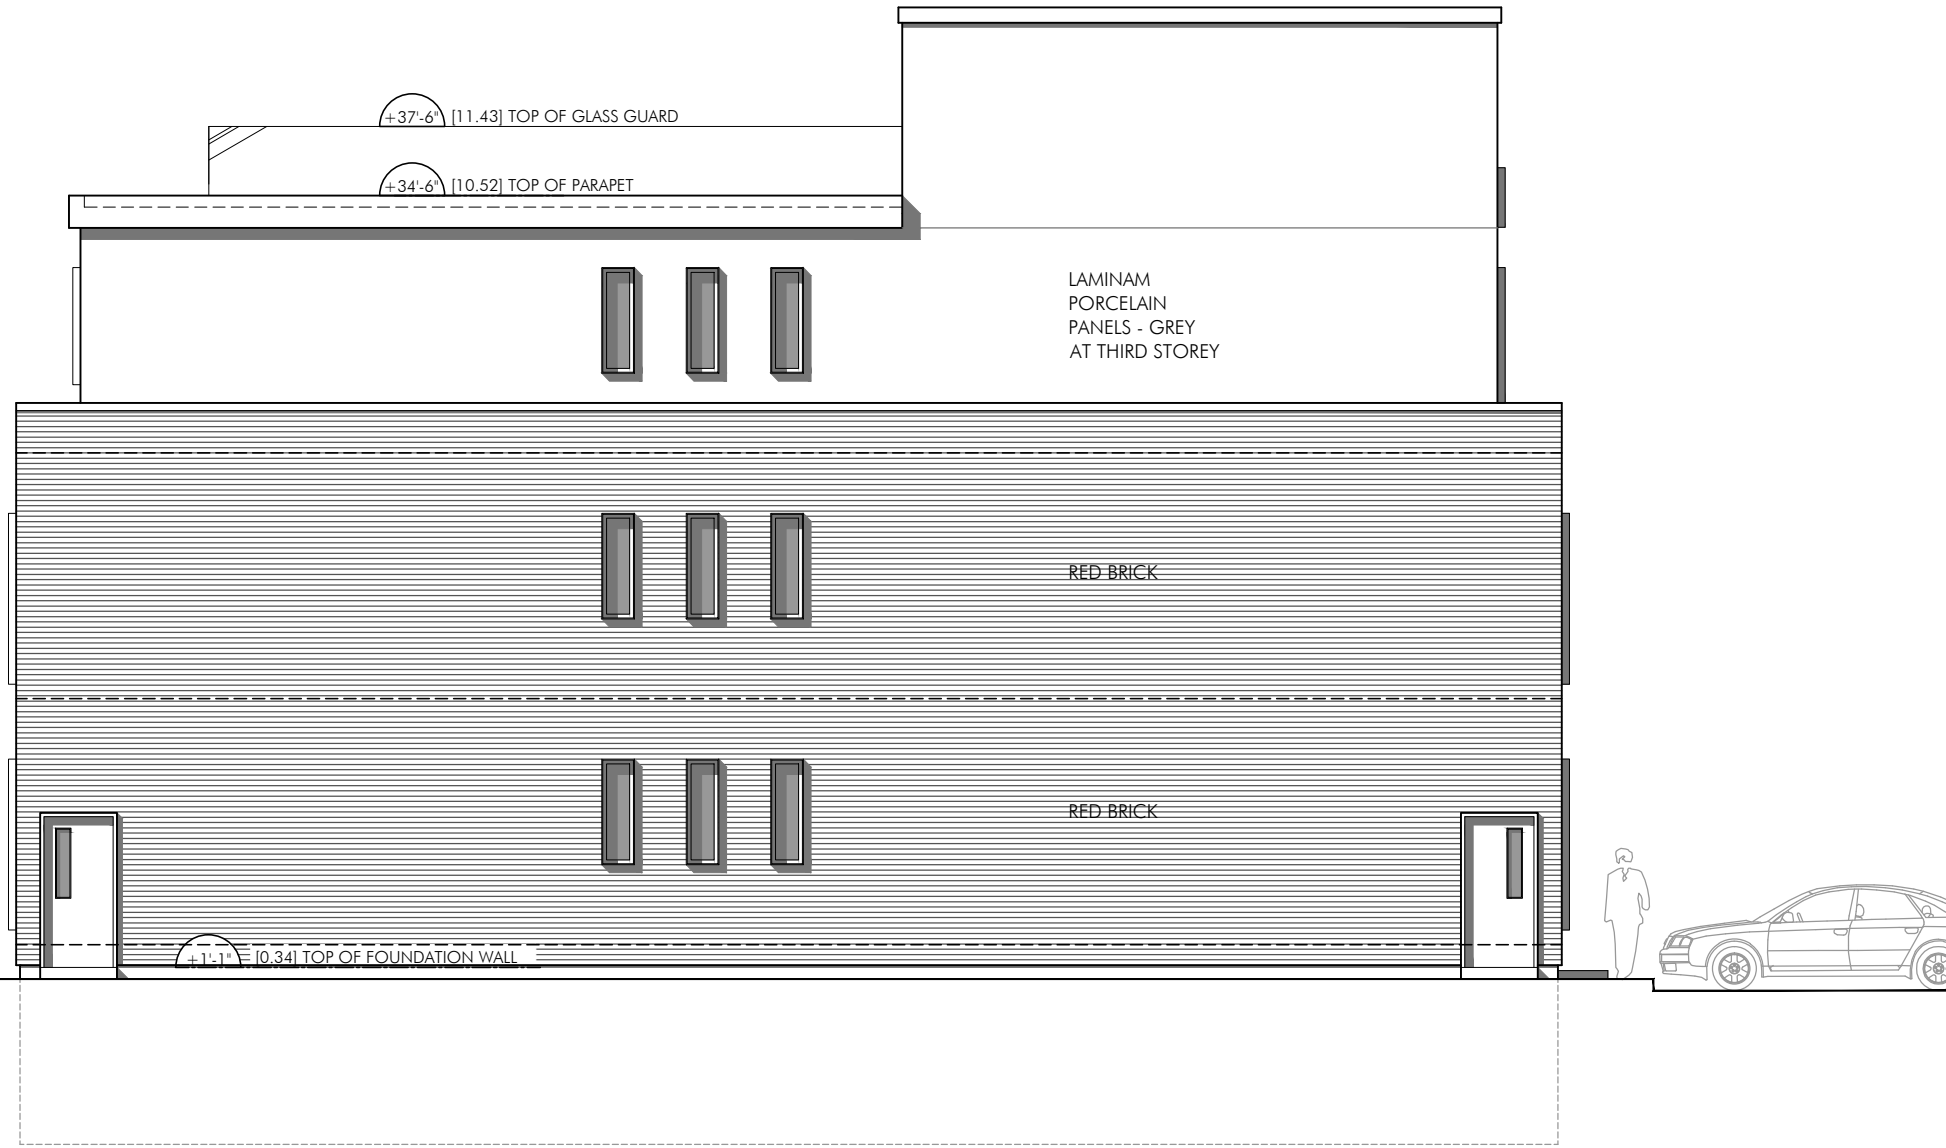 +37'-6" [11.43] TOP OF GLASS GUARD
+34'-6" [10.52] TOP OF PARAPET
LAMINAM
PORCELAIN
PANELS - GREY
AT THIRD STOREY
RED BRICK
RED BRICK
+1'-1" [0.34] TOP OF FOUNDATION WALL